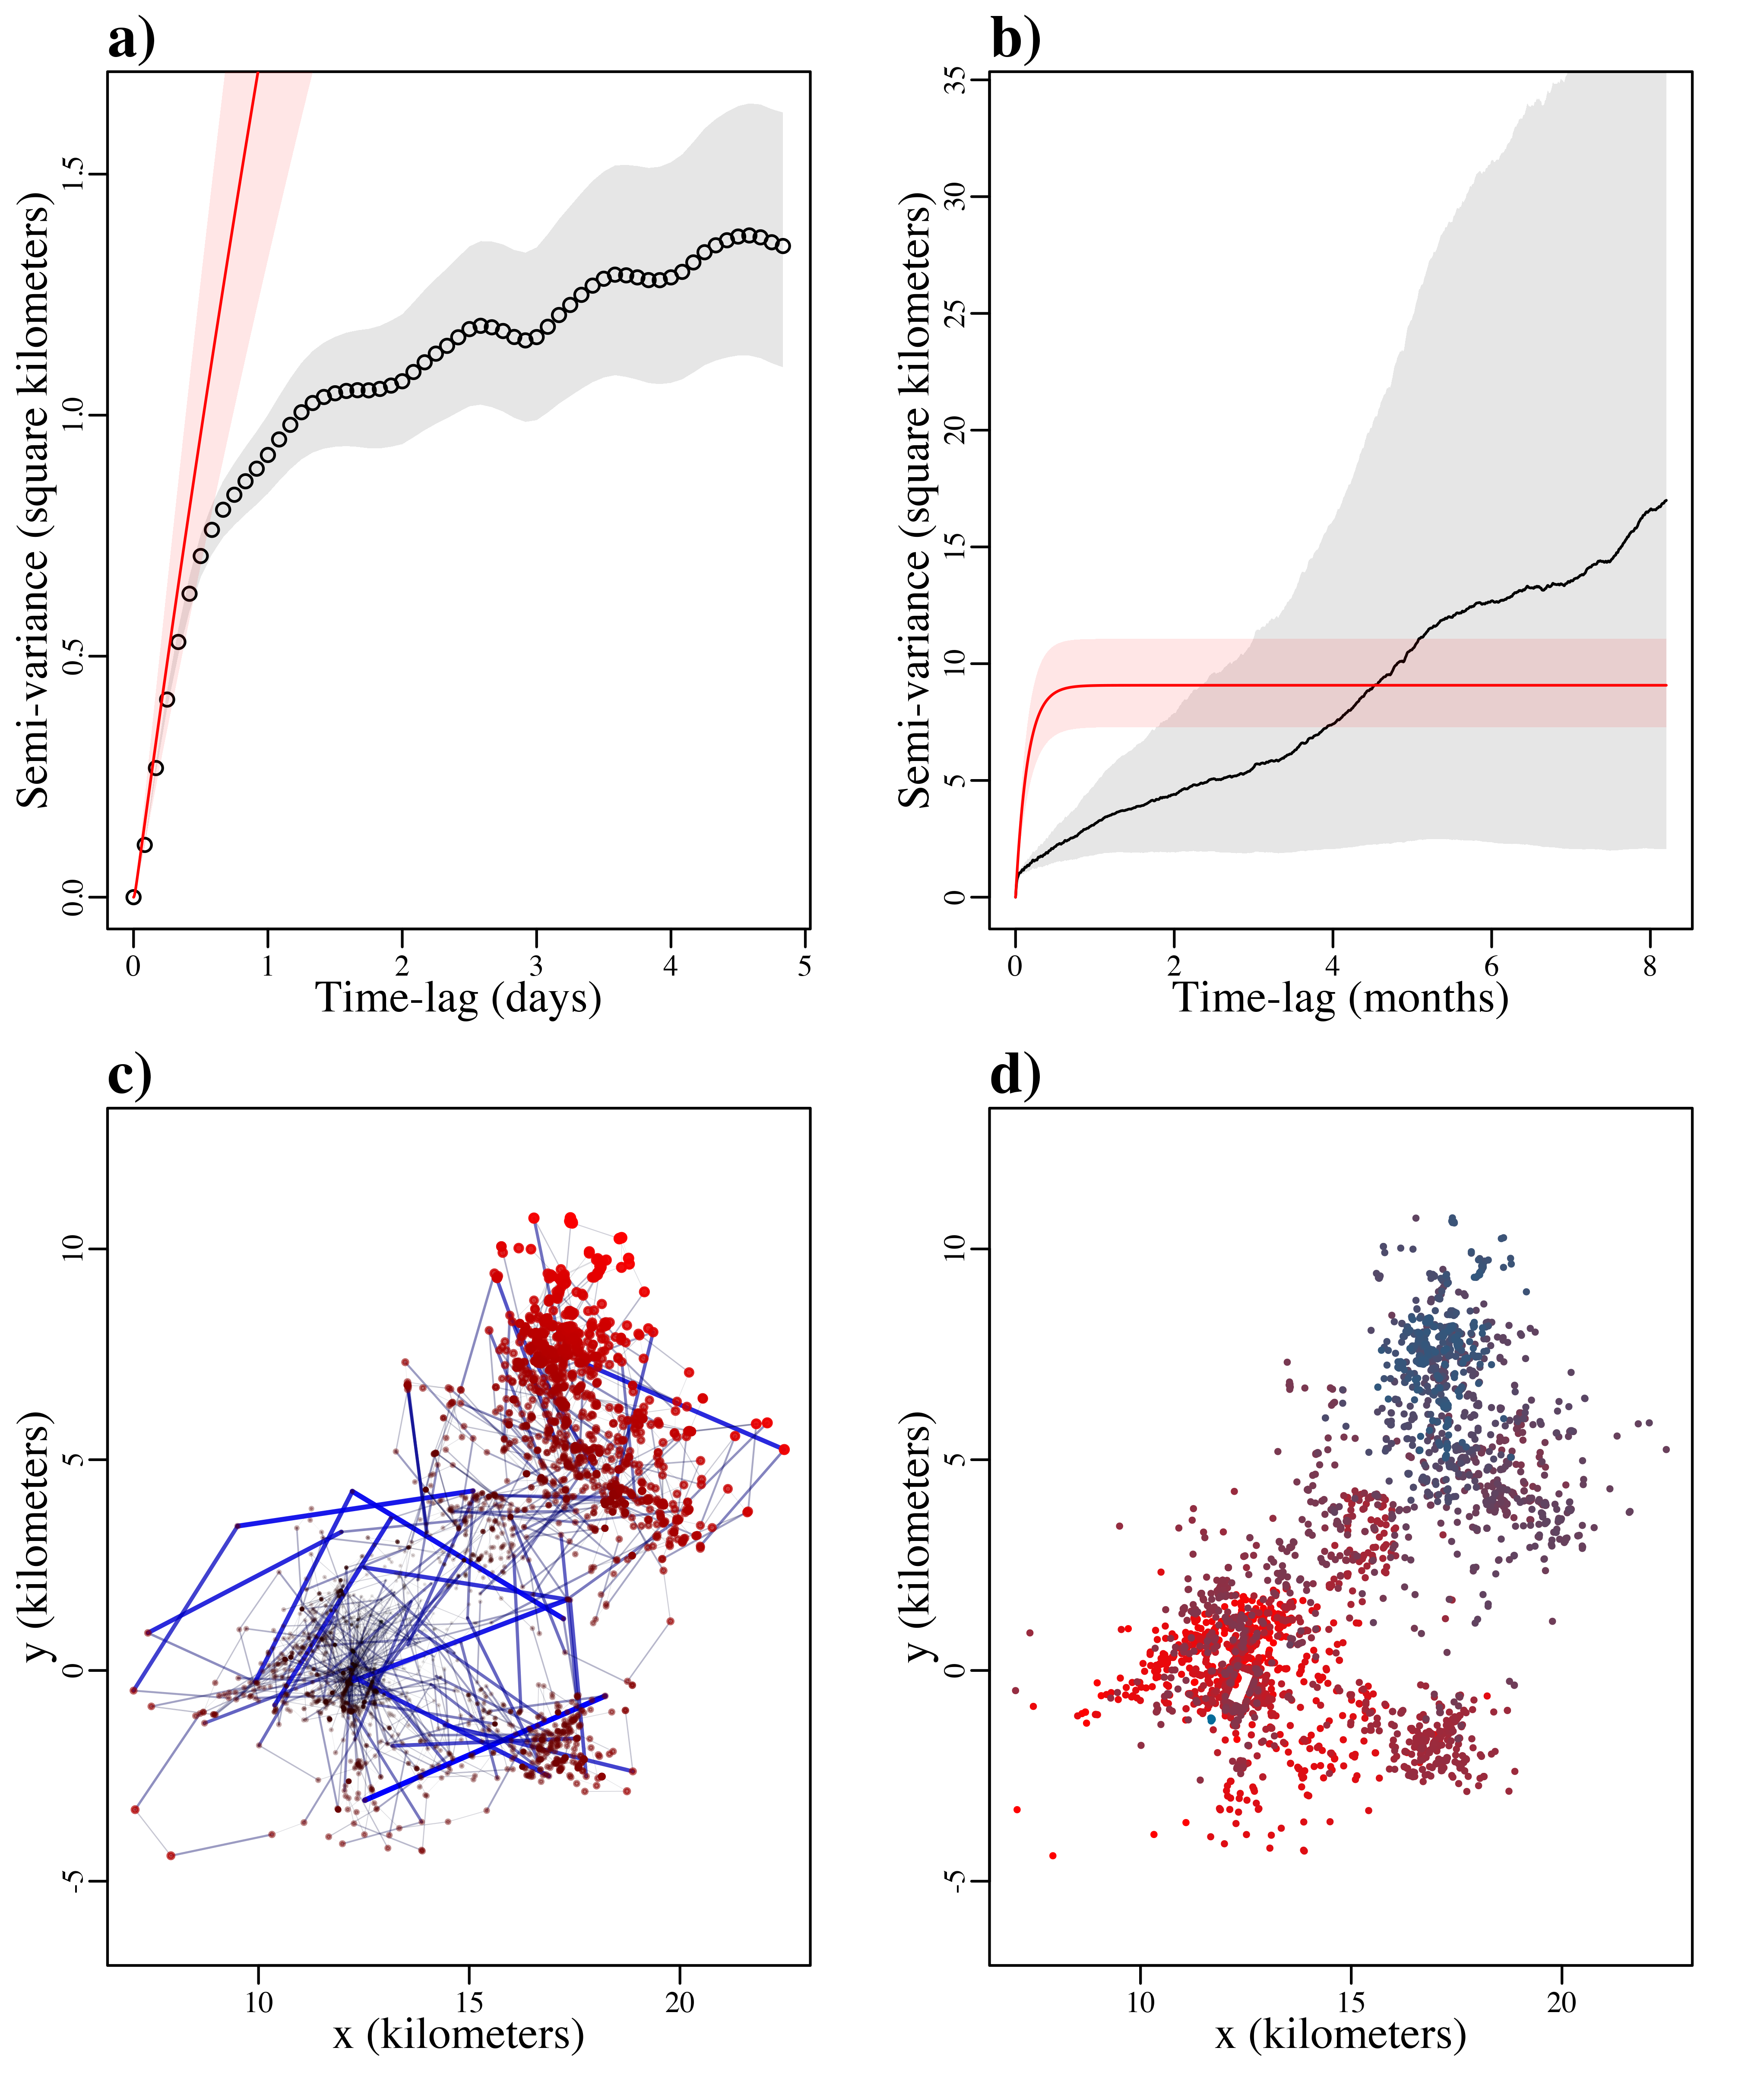 a)
Semi-variance (square kilometers)
0.0 0.5 1.0 1.5
0 1 2 3 4 5
Time-lag (days)
b)
Semi-variance (square kilometers)
0 5 10 15 20 25 30 35
0 2 4 6 8
Time-lag (months)
c)
y (kilometers)
-5 0 5 10
10 15 20
x (kilometers)
d)
y (kilometers)
-5 0 5 10
10 15 20
x (kilometers)